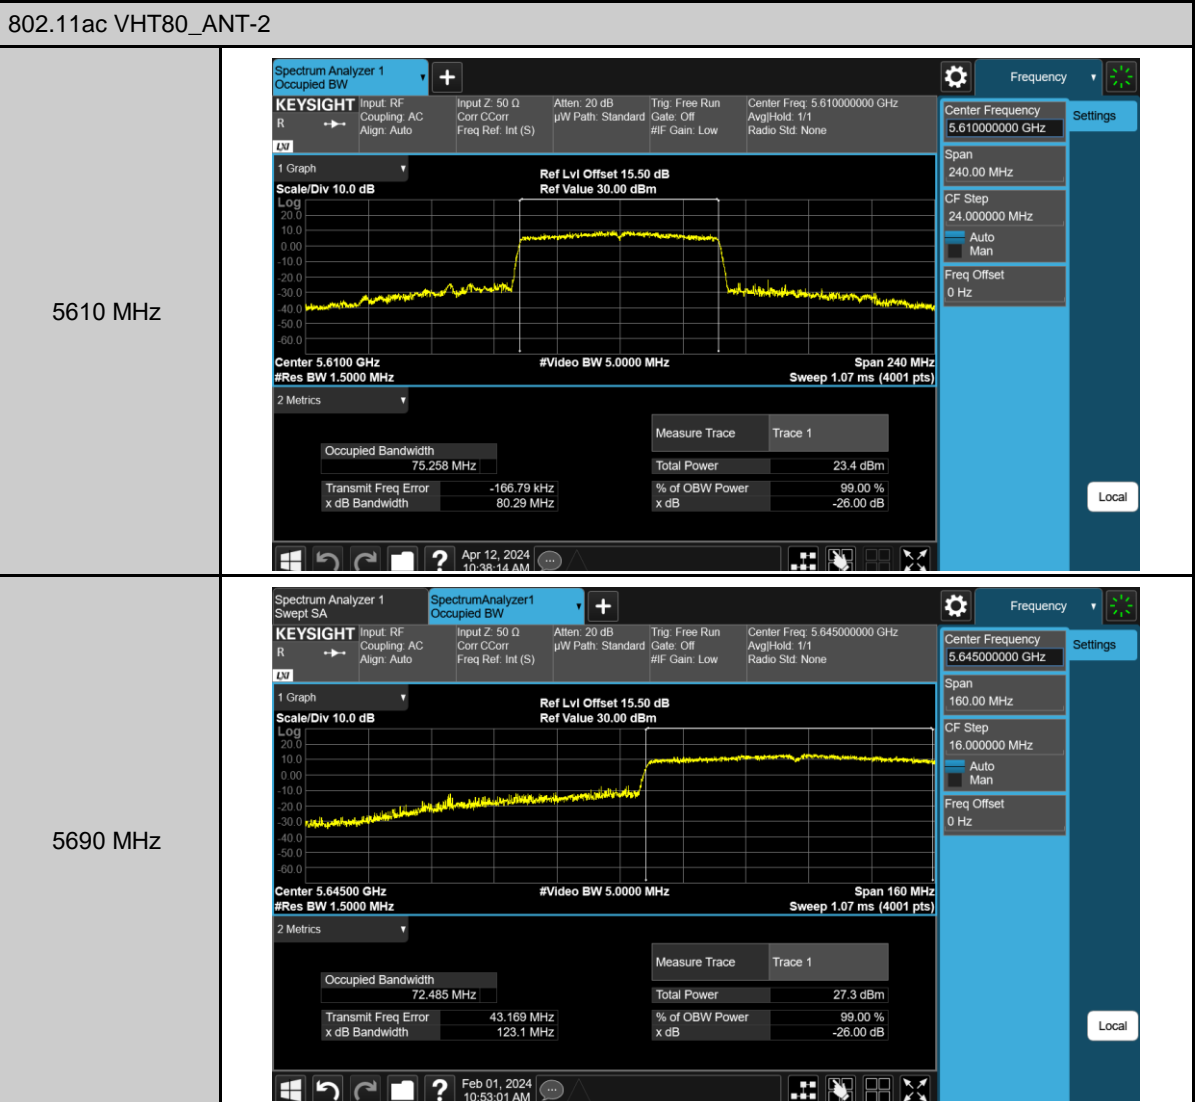 802.11ac VHT80_ANT-2
5610 MHz
Spectrum Analyzer 1
Occupied BW
Frequency
KEYSIGHT
R
LXI
Input: RF
Coupling: AC
Align: Auto
Input Z: 50 Ω
Corr CCorr
Freq Ref: Int (S)
Atten: 20 dB
µW Path: Standard
Trig: Free Run
Gate: Off
#IF Gain: Low
Center Freq: 5.610000000 GHz
Avg|Hold: 1/1
Radio Std: None
Center Frequency
5.610000000 GHz
Settings
Span
240.00 MHz
CF Step
24.000000 MHz
Auto
Man
Freq Offset
0 Hz
Local
1 Graph
Scale/Div 10.0 dB
Ref Lvl Offset 15.50 dB
Ref Value 30.00 dBm
Log
20.0
10.0
0.00
-10.0
-20.0
-30.0
-40.0
-50.0
-60.0
Center 5.6100 GHz
#Res BW 1.5000 MHz
#Video BW 5.0000 MHz
Span 240 MHz
Sweep 1.07 ms (4001 pts)
2 Metrics
Measure Trace Trace 1
Occupied Bandwidth
75.258 MHz
Total Power 23.4 dBm
Transmit Freq Error -166.79 kHz
% of OBW Power 99.00 %
x dB Bandwidth 80.29 MHz
x dB -26.00 dB
?
Apr 12, 2024
10:38:14 AM
5690 MHz
Spectrum Analyzer 1
Swept SA
SpectrumAnalyzer1
Occupied BW
Frequency
KEYSIGHT
R
LXI
Input: RF
Coupling: AC
Align: Auto
Input Z: 50 Ω
Corr CCorr
Freq Ref: Int (S)
Atten: 20 dB
µW Path: Standard
Trig: Free Run
Gate: Off
#IF Gain: Low
Center Freq: 5.645000000 GHz
Avg|Hold: 1/1
Radio Std: None
Center Frequency
5.645000000 GHz
Settings
Span
160.00 MHz
CF Step
16.000000 MHz
Auto
Man
Freq Offset
0 Hz
Local
1 Graph
Scale/Div 10.0 dB
Ref Lvl Offset 15.50 dB
Ref Value 30.00 dBm
Log
20.0
10.0
0.00
-10.0
-20.0
-30.0
-40.0
-50.0
-60.0
Center 5.64500 GHz
#Res BW 1.5000 MHz
#Video BW 5.0000 MHz
Span 160 MHz
Sweep 1.07 ms (4001 pts)
2 Metrics
Measure Trace Trace 1
Occupied Bandwidth
72.485 MHz
Total Power 27.3 dBm
Transmit Freq Error 43.169 MHz
% of OBW Power 99.00 %
x dB Bandwidth 123.1 MHz
x dB -26.00 dB
?
Feb 01, 2024
10:53:01 AM